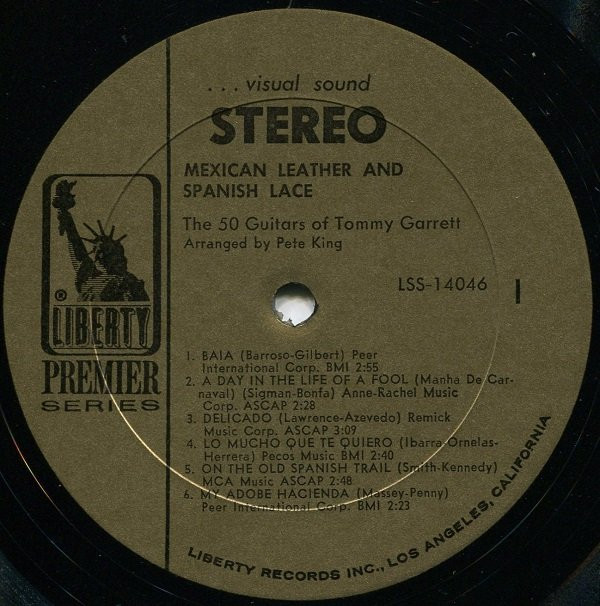 . . . visual sound
STEREO
MEXICAN LEATHER AND
SPANISH LACE
The 50 Guitars of Tommy Garrett
Arranged by Pete King
LSS-14046 I
®
LIBERTY
PREMIER
SERIES
1. BAIA (Barroso-Gilbert) Peer
International Corp. BMI 2:55
2. A DAY IN THE LIFE OF A FOOL (Manha De Car-
naval) (Sigman-Bonfa) Anne-Rachel Music
Corp. ASCAP 2:28
3. DELICADO (Lawrence-Azevedo) Remick
Music Corp. ASCAP 3:09
4. LO MUCHO QUE TE QUIERO (Ibarra-Ornelas-
Herrera) Pecos Music BMI 2:40
5. ON THE OLD SPANISH TRAIL (Smith-Kennedy)
MCA Music ASCAP 2:48
6. MY ADOBE HACIENDA (Massey-Penny)
Peer International Corp. BMI 2:23
LIBERTY RECORDS INC., LOS ANGELES, CALIFORNIA